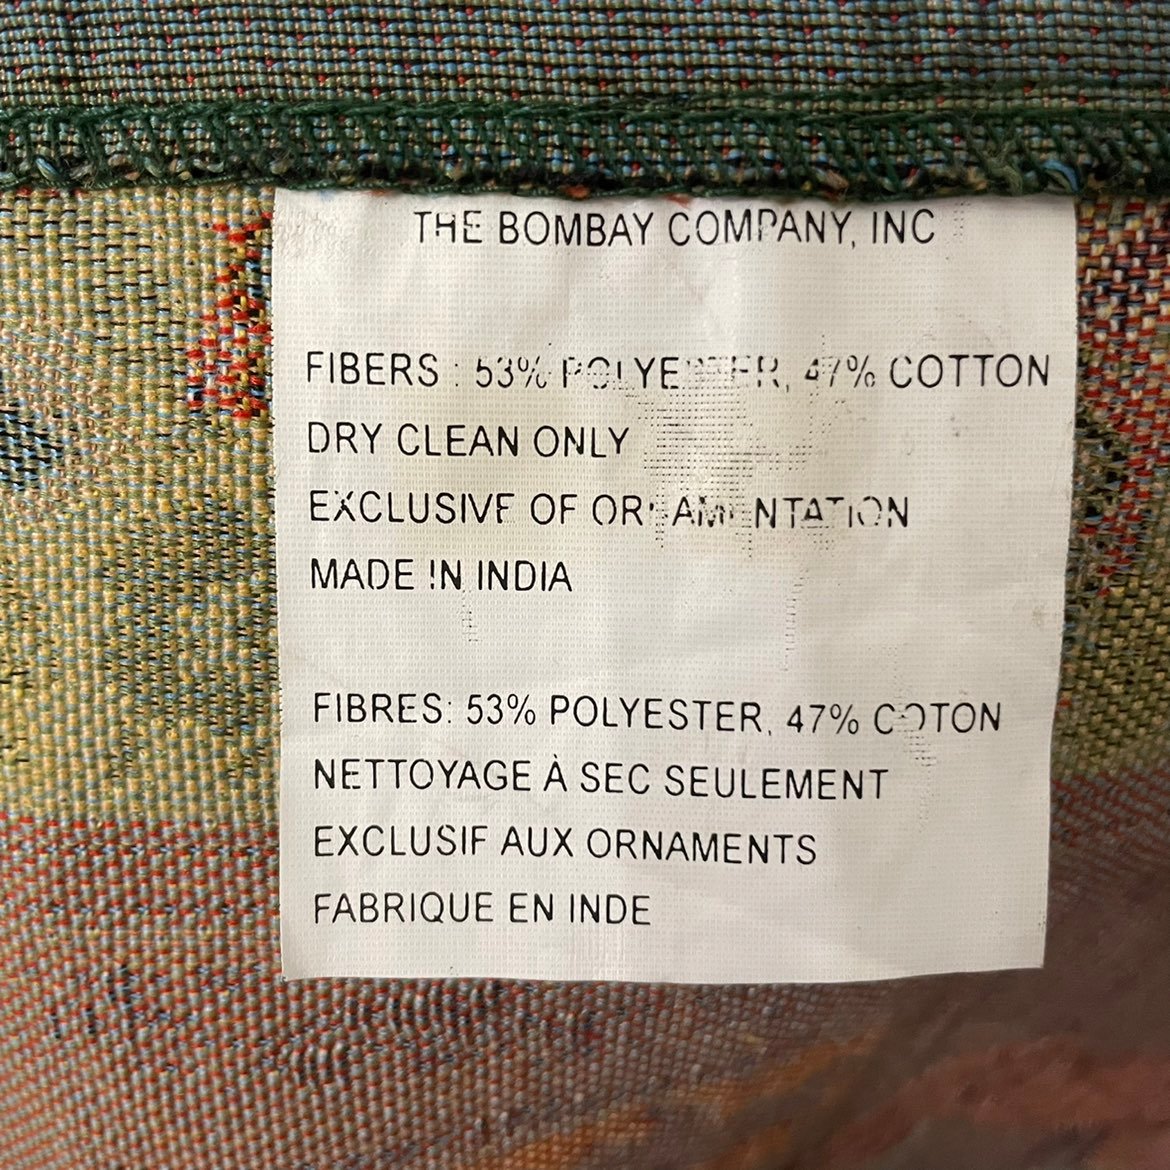 THE BOMBAY COMPANY, INC
FIBERS : 53% POLYESTER, 47% COTTON
DRY CLEAN ONLY
EXCLUSIVE OF ORNAMENTATION
MADE IN INDIA
FIBRES: 53% POLYESTER, 47% COTON
NETTOYAGE À SEC SEULEMENT
EXCLUSIF AUX ORNAMENTS
FABRIQUE EN INDE